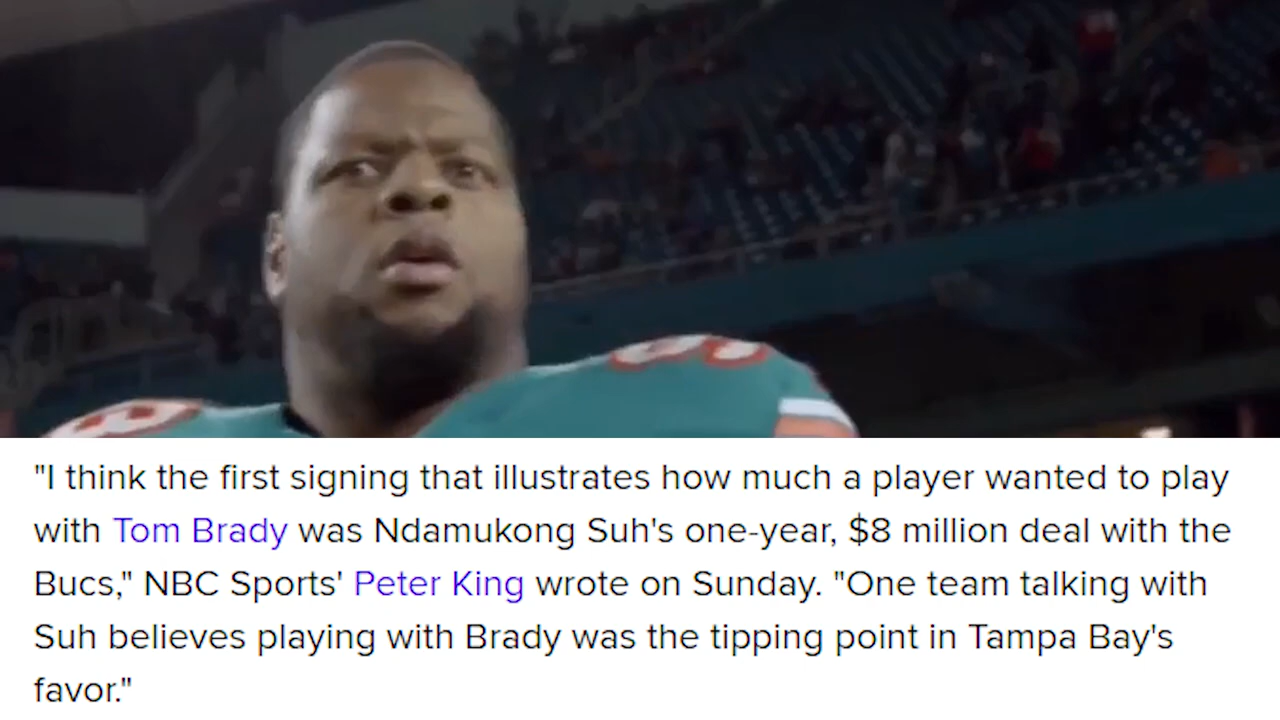 "I think the first signing that illustrates how much a player wanted to play
with Tom Brady was Ndamukong Suh's one-year, $8 million deal with the
Bucs," NBC Sports' Peter King wrote on Sunday. "One team talking with
Suh believes playing with Brady was the tipping point in Tampa Bay's
favor."